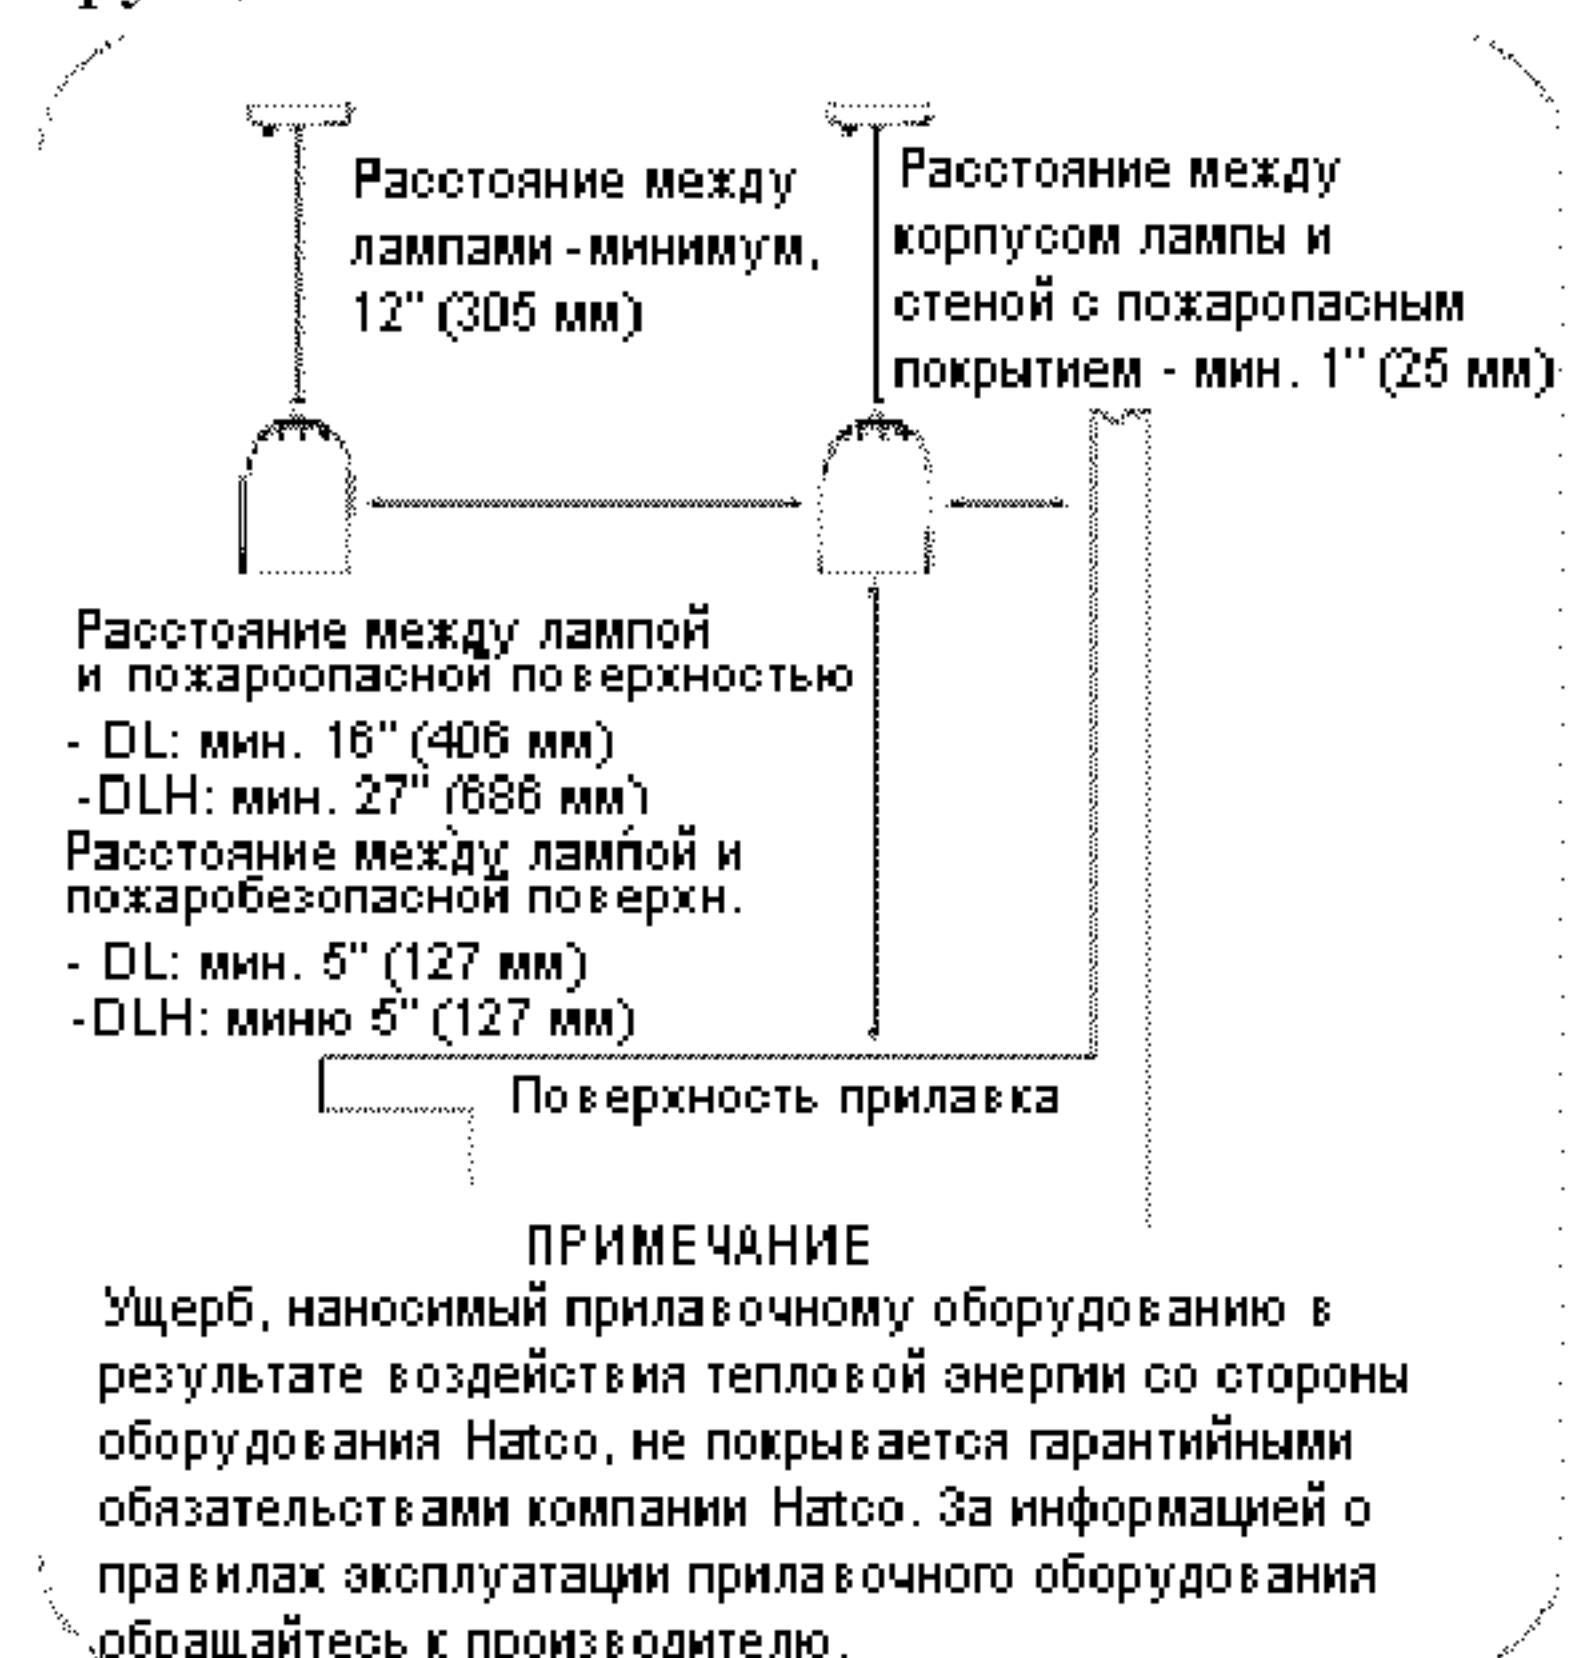 Расстояние между
лампами - минимум,
12" (305 мм)
Расстояние между
корпусом лампы и
стеной с пожаропасным
покрытием - мин. 1" (25 мм)
Расстояние между лампой
и пожароопасной поверхностью
- DL: мин. 16" (406 мм)
-DLH: мин. 27" (686 мм)
Расстояние между лампой и
пожаробезопасной поверхн.
- DL: мин. 5" (127 мм)
-DLH: миню 5" (127 мм)
Поверхность прилавка
ПРИМЕЧАНИЕ
Ущерб, наносимый прилавочному оборудованию в
результате воздействия тепловой энергии со стороны
оборудования Hatco, не покрывается гарантийными
обязательствами компании Hatco. За информацией о
правилах эксплуатации прилавочного оборудования
обращайтесь к производителю.